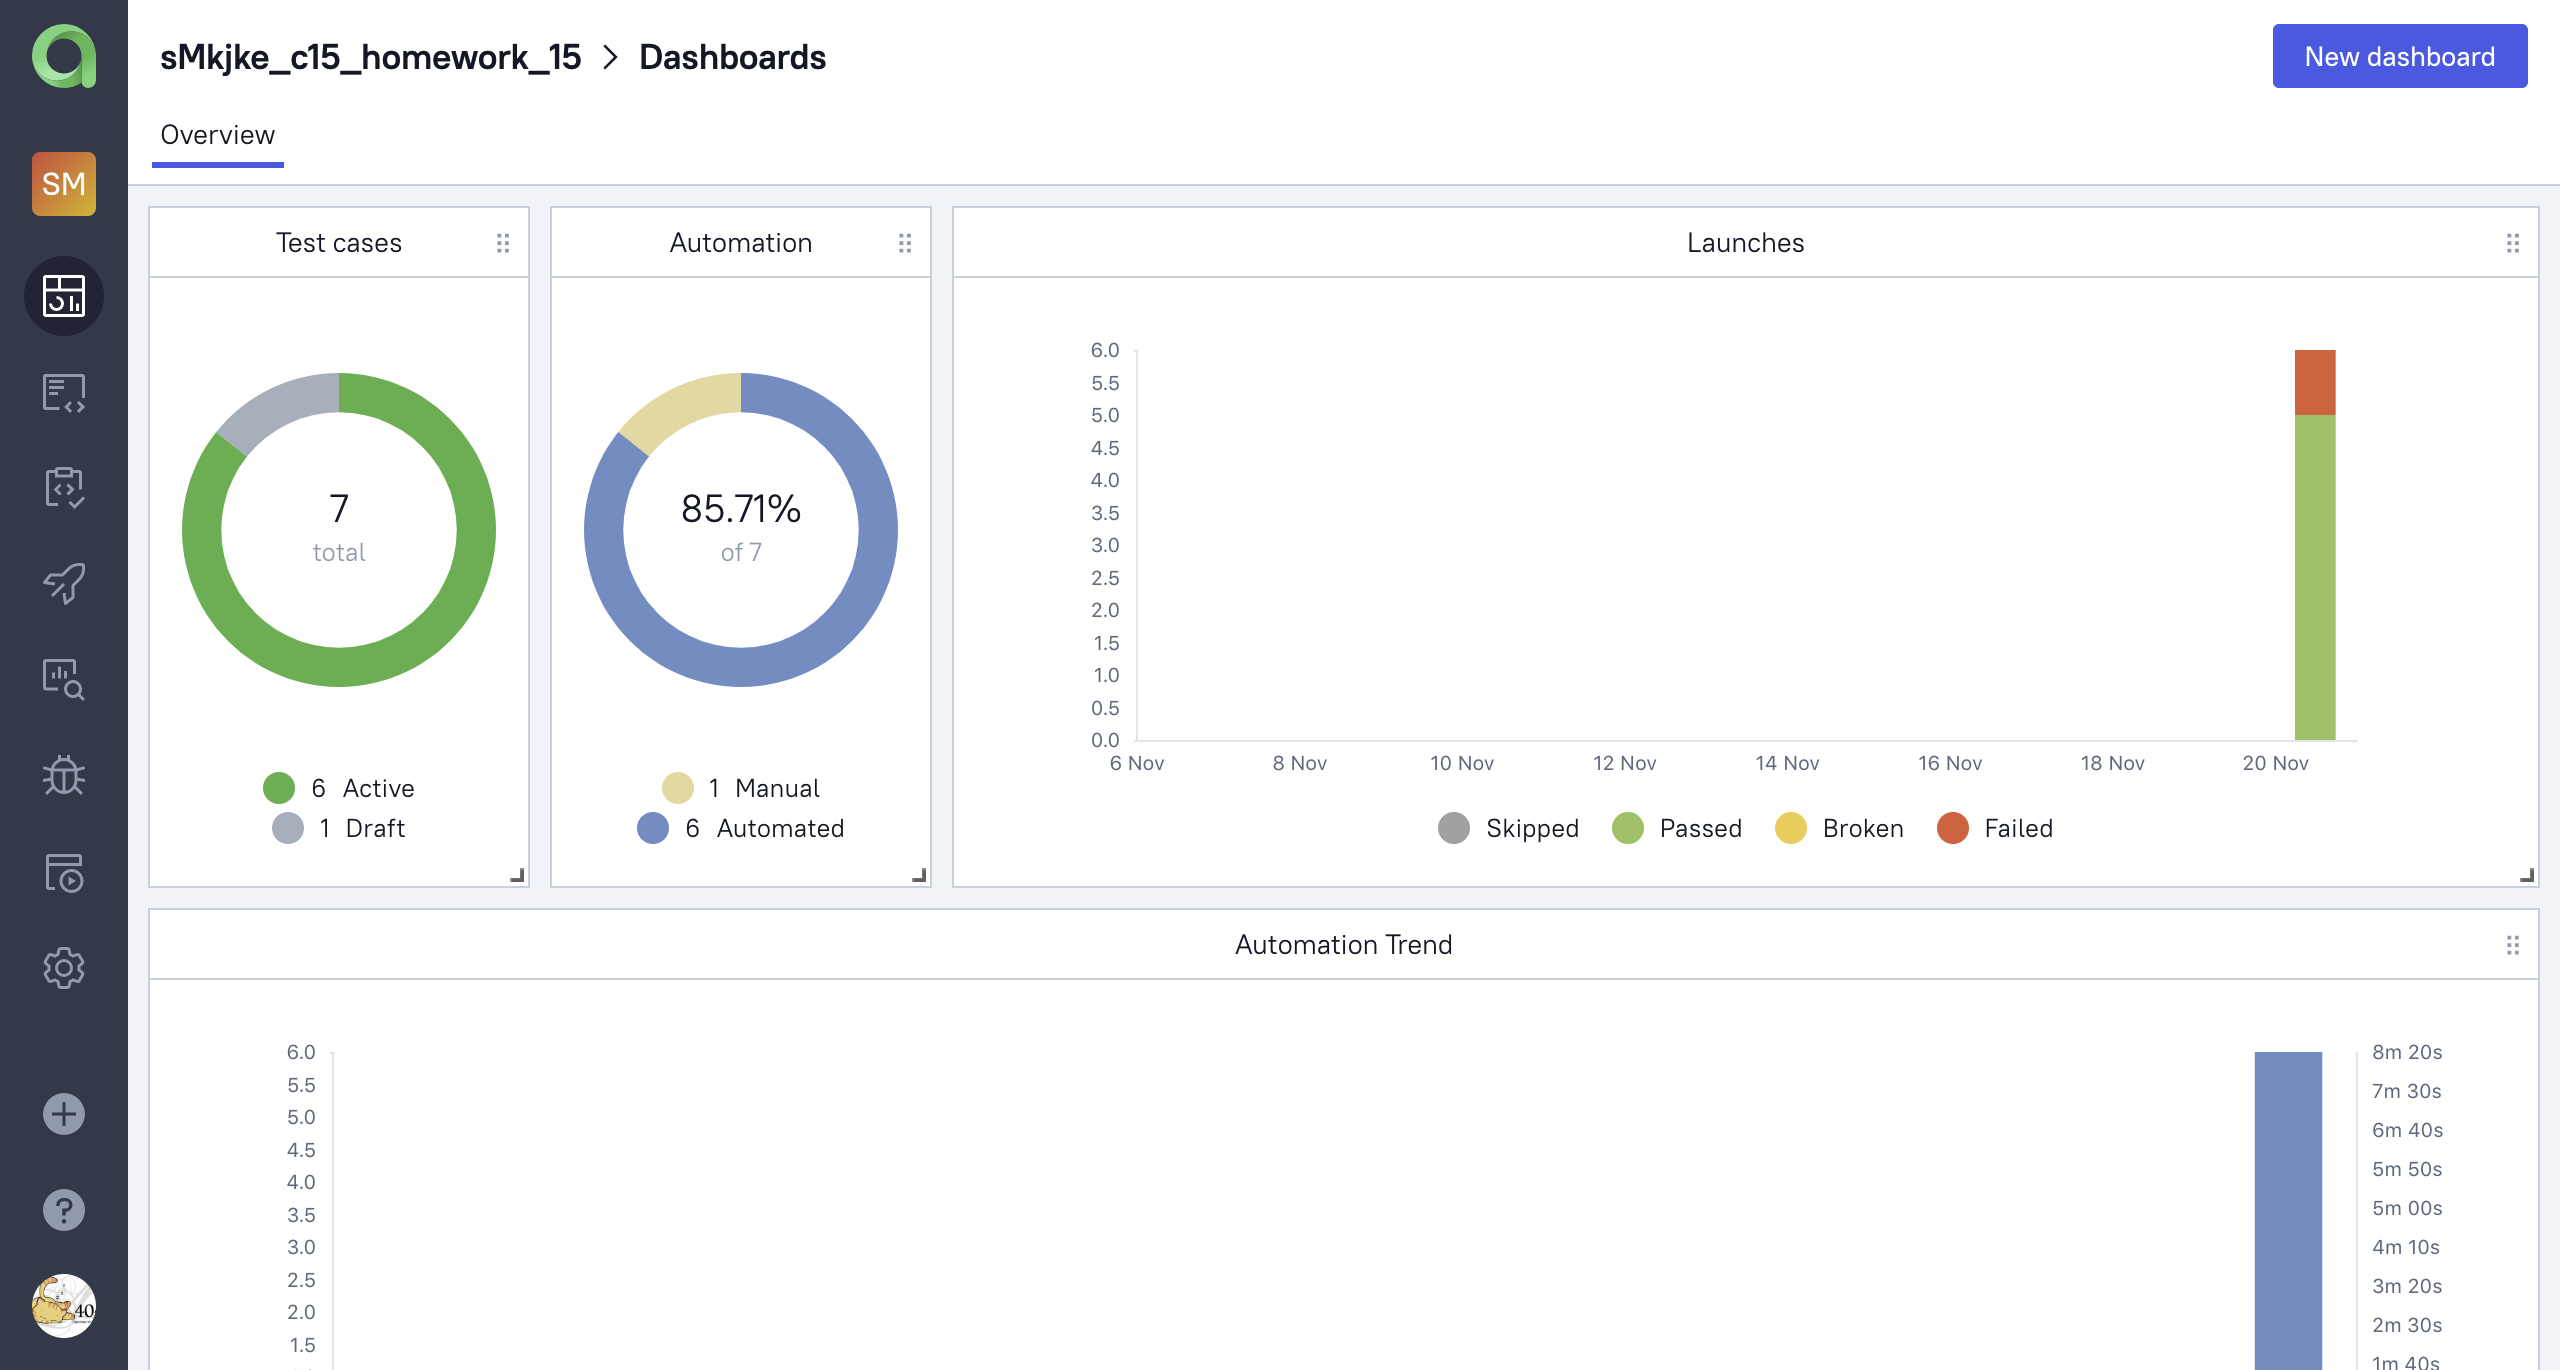 sMkjke_c15_homework_15 > Dashboards
New dashboard
Overview
SM
Test cases
7
total
6 Active
1 Draft
Automation
85.71%
of 7
1 Manual
6 Automated
Launches
6.0
5.5
5.0
4.5
4.0
3.5
3.0
2.5
2.0
1.5
1.0
0.5
0.0
6 Nov 8 Nov 10 Nov 12 Nov 14 Nov 16 Nov 18 Nov 20 Nov
Skipped Passed Broken Failed
Automation Trend
6.0
5.5
5.0
4.5
4.0
3.5
3.0
2.5
2.0
1.5
8m 20s
7m 30s
6m 40s
5m 50s
5m 00s
4m 10s
3m 20s
2m 30s
1m 40s
40